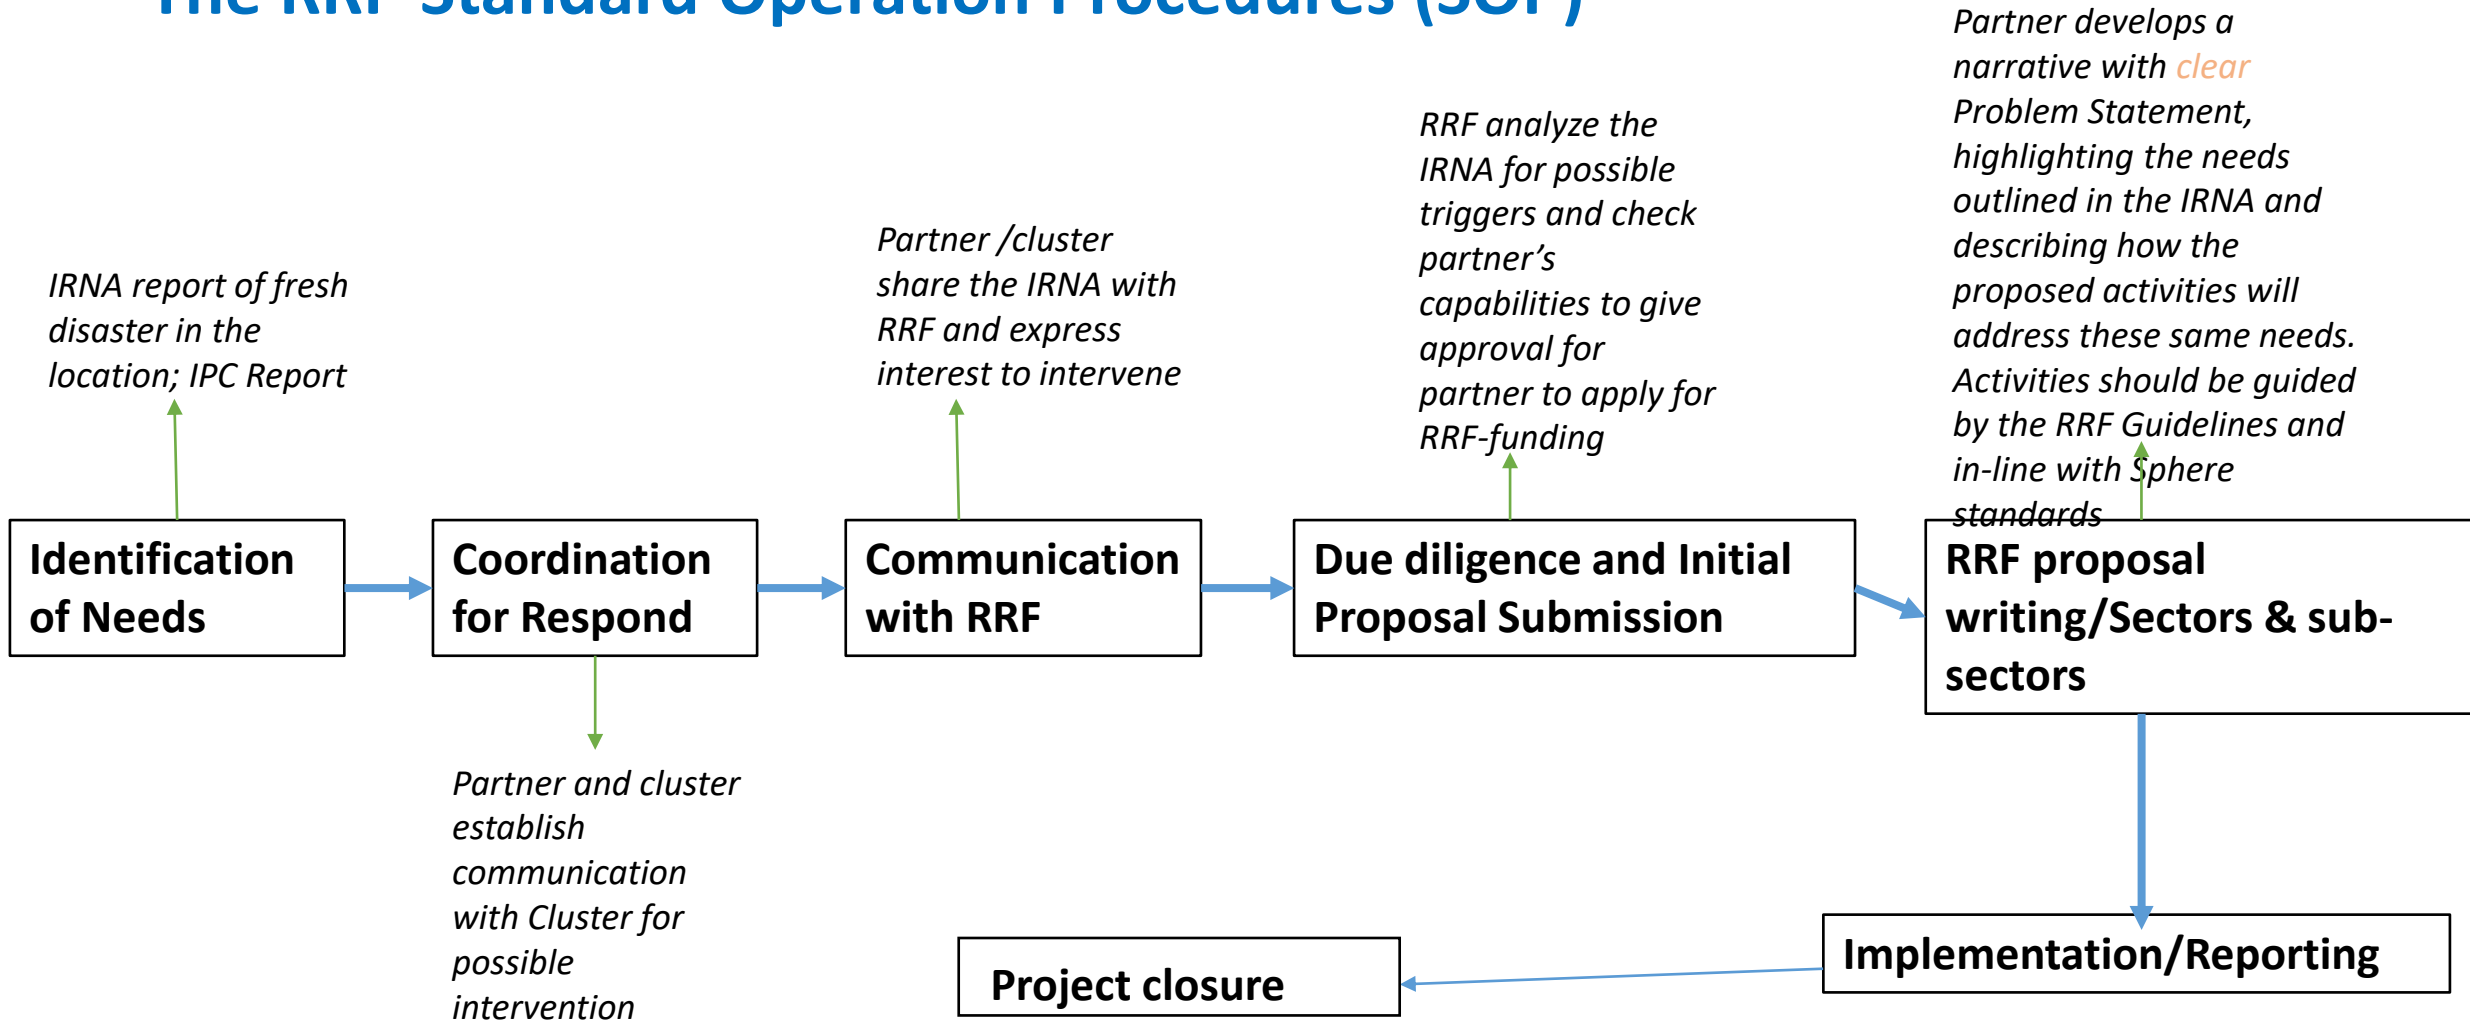 The RRF Standard Operation Procedures (SOP)
IRNA report of fresh
disaster in the
location; IPC Report
Partner /cluster
share the IRNA with
RRF and express
interest to intervene
RRF analyze the
IRNA for possible
triggers and check
partner’s
capabilities to give
approval for
partner to apply for
RRF-funding
Partner develops a
narrative with clear
Problem Statement,
highlighting the needs
outlined in the IRNA and
describing how the
proposed activities will
address these same needs.
Activities should be guided
by the RRF Guidelines and
in-line with Sphere
standards
Identification
of Needs
Coordination
for Respond
Communication
with RRF
Due diligence and Initial
Proposal Submission
RRF proposal
writing/Sectors & sub-
sectors
Partner and cluster
establish
communication
with Cluster for
possible
intervention
Implementation/Reporting
Project closure